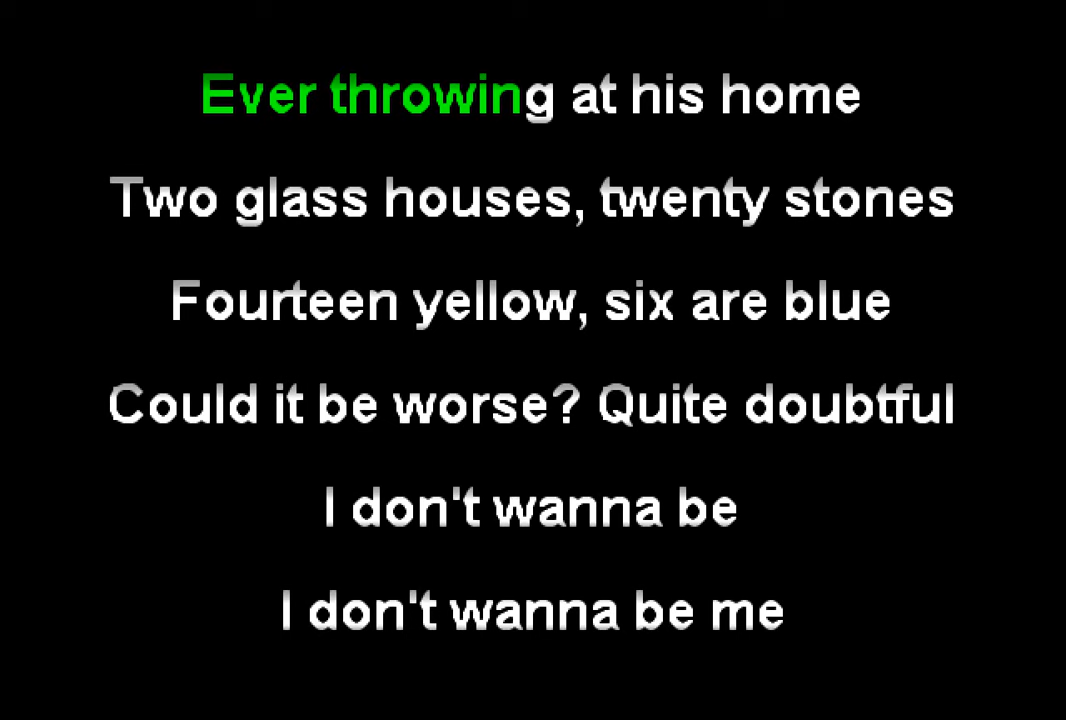 Ever throwing at his home
Two glass houses, twenty stones
Fourteen yellow, six are blue
Could it be worse? Quite doubtful
I don't wanna be
I don't wanna be me